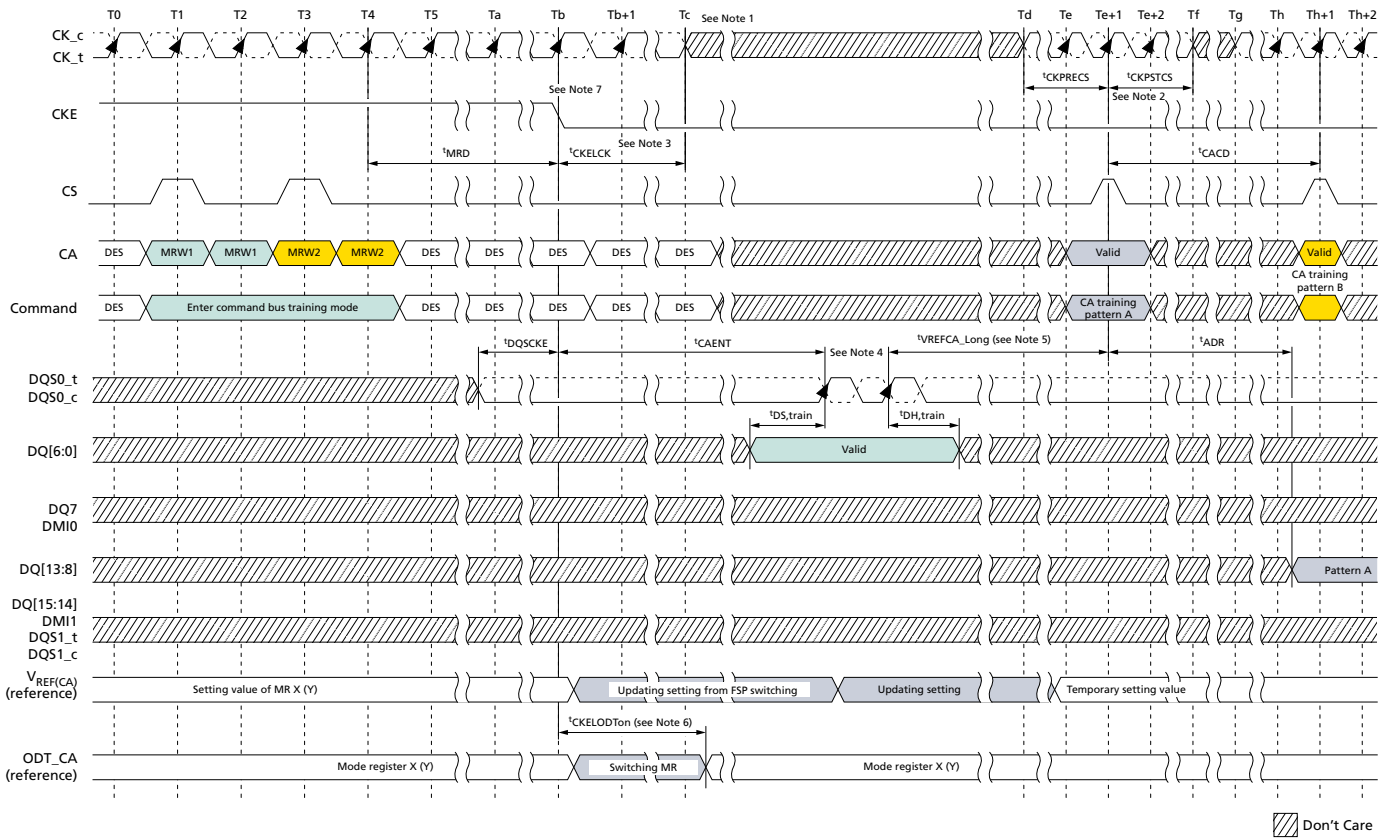 T0 T1 T2 T3 T4 T5 Ta Tb Tb+1 Tc See Note 1 Td Te Te+1 Te+2 Tf Tg Th Th+1 Th+2
CK_c
CK_t
tCKPRECS tCKPSTCS
See Note 7 See Note 2
CKE
See Note 3
tMRD tCKELCK tCACD
CS
CA DES MRW1 MRW1 MRW2 MRW2 DES DES DES DES DES Valid Valid
CA training
pattern B
Command DES Enter command bus training mode DES DES DES DES DES CA training
pattern A
tDQSCKE tCAENT See Note 4 tVREFCA_Long (see Note 5) tADR
DQS0_t
DQS0_c
tDS,train tDH,train
DQ[6:0] Valid
DQ7
DMI0
DQ[13:8] Pattern A
DQ[15:14]
DMI1
DQS1_t
DQS1_c
VREF(CA)
(reference) Setting value of MR X (Y) Updating setting from FSP switching Updating setting Temporary setting value
tCKELODTon (see Note 6)
ODT_CA
(reference) Mode register X (Y) Switching MR Mode register X (Y)
Don't Care